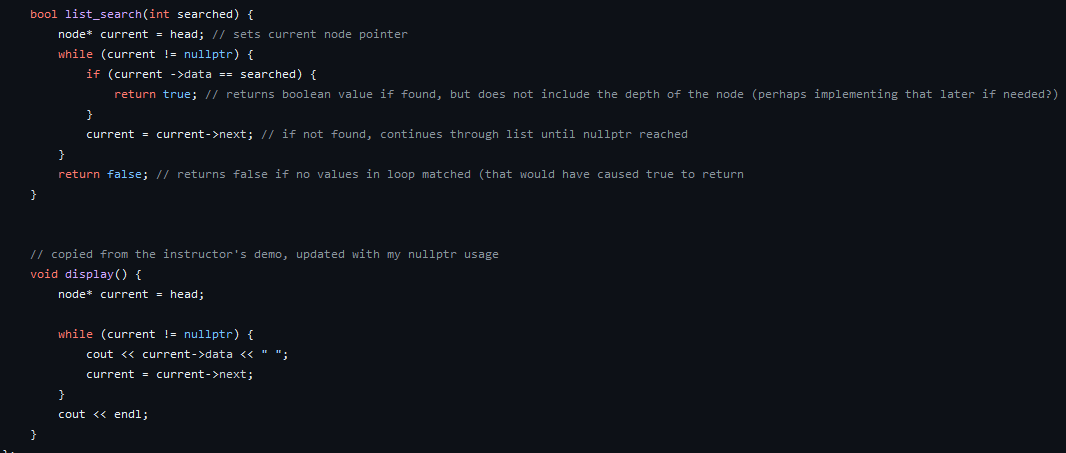 bool list_search(int searched) {
node* current = head; // sets current node pointer
while (current != nullptr) {
if (current ->data == searched) {
return true; // returns boolean value if found, but does not include the depth of the node (perhaps implementing that later if needed?)
}
current = current->next; // if not found, continues through list until nullptr reached
}
return false; // returns false if no values in loop matched (that would have caused true to return
}
// copied from the instructor's demo, updated with my nullptr usage
void display() {
node* current = head;
while (current != nullptr) {
cout << current->data << " ";
current = current->next;
}
cout << endl;
}